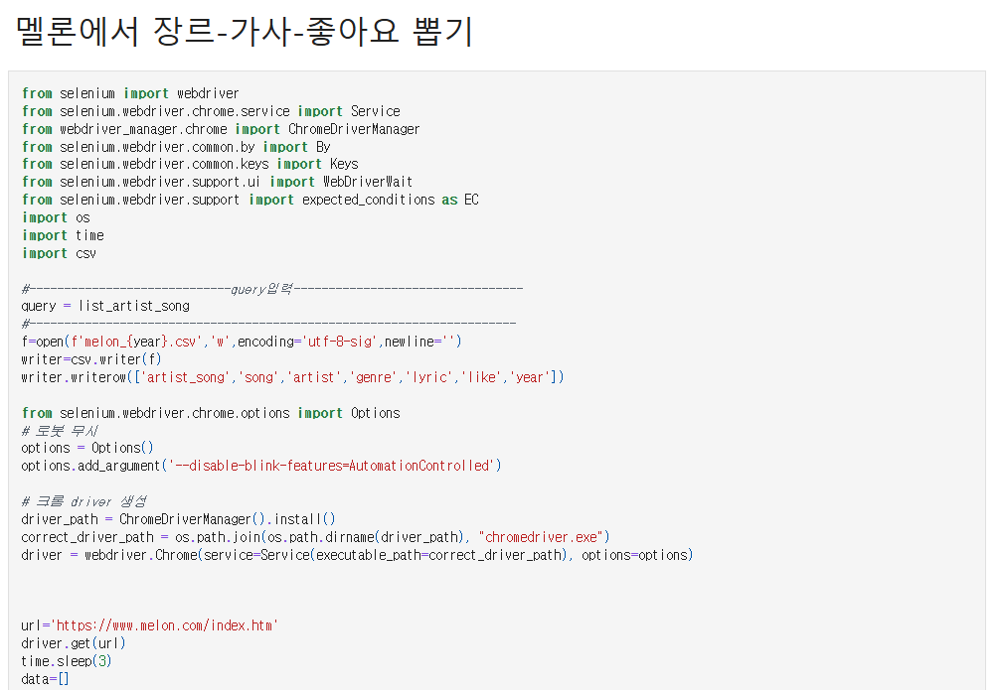 멜론에서 장르-가사-좋아요 뽑기
from selenium import webdriver
from selenium.webdriver.chrome.service import Service
from webdriver_manager.chrome import ChromeDriverManager
from selenium.webdriver.common.by import By
from selenium.webdriver.common.keys import Keys
from selenium.webdriver.support.ui import WebDriverWait
from selenium.webdriver.support import expected_conditions as EC
import os
import time
import csv
#-----------------------------query입력---------------------------------
query = list_artist_song
#----------------------------------------------------------------------
f=open(f'melon_{year}.csv','w',encoding='utf-8-sig',newline='')
writer=csv.writer(f)
writer.writerow(['artist_song','song','artist','genre','lyric','like','year'])
from selenium.webdriver.chrome.options import Options
# 로봇 무시
options = Options()
options.add_argument('--disable-blink-features=AutomationControlled')
# 크롬 driver 생성
driver_path = ChromeDriverManager().install()
correct_driver_path = os.path.join(os.path.dirname(driver_path), "chromedriver.exe")
driver = webdriver.Chrome(service=Service(executable_path=correct_driver_path), options=options)
url='https://www.melon.com/index.htm'
driver.get(url)
time.sleep(3)
data=[]